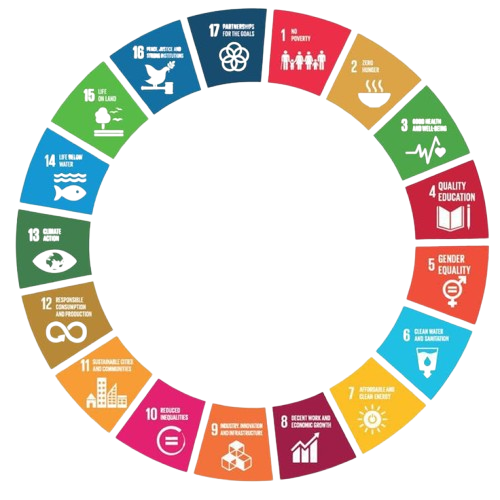 1 NO
POVERTY
2 ZERO
HUNGER
3 GOOD HEALTH
AND WELL-BEING
4 QUALITY
EDUCATION
5 GENDER
EQUALITY
6 CLEAN WATER
AND SANITATION
7 AFFORDABLE AND
CLEAN ENERGY
8 DECENT WORK AND
ECONOMIC GROWTH
9 INDUSTRY, INNOVATION
AND INFRASTRUCTURE
10 REDUCED
INEQUALITIES
11 SUSTAINABLE CITIES
AND COMMUNITIES
12 RESPONSIBLE
CONSUMPTION
AND PRODUCTION
13 CLIMATE
ACTION
14 LIFE BELOW
WATER
15 LIFE
ON LAND
16 PEACE, JUSTICE AND
STRONG INSTITUTIONS
17 PARTNERSHIPS
FOR THE GOALS